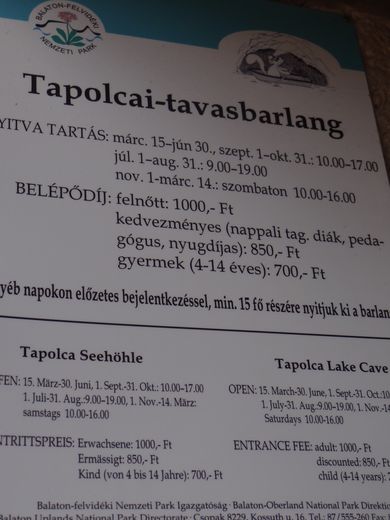 BALATON-FELVIDÉKI
NEMZETI PARK
Tapolcai-tavasbarlang
NYITVA TARTÁS: márc. 15-jún 30., szept. 1-okt. 31.: 10.00-17.00
júl. 1-aug. 31.: 9.00-19.00
nov. 1-márc. 14.: szombaton 10.00-16.00
BELÉPŐDÍJ: felnőtt: 1000,- Ft
kedvezményes (nappali tag. diák, peda-
gógus, nyugdíjas): 850,- Ft
gyermek (4-14 éves): 700,- Ft
yéb napokon előzetes bejelentkezéssel, min. 15 fő részére nyitjuk ki a barlan
Tapolca Seehöhle
FEN: 15. März-30. Juni, 1. Sept.-31. Okt.: 10.00-17.00
1. Juli-31. Aug.:9.00-19.00, 1. Nov.-14. März:
samstags 10.00-16.00
NTRITTSPREIS: Erwachsene: 1000,- Ft
Ermässigt: 850,- Ft
Kind (von 4 bis 14 Jahre): 700,- Ft
Tapolca Lake Cave
OPEN: 15. March-30. June, 1. Sept.-31. Oct.:10
1. July-31. Aug.:9.00-19.00, 1. Nov.-14
Saturdays 10.00-16.00
ENTRANCE FEE: adult: 1000,- Ft
discounted: 850,- Ft
child (4-14 years): 7
Balaton-felvidéki Nemzeti Park Igazgatóság · Balaton-Oberland National Park Direkti
Balaton Uplands National Park Directorate · Csopak 8229, Kossuth u. 16. Tel.: 87/555-260 Fax: